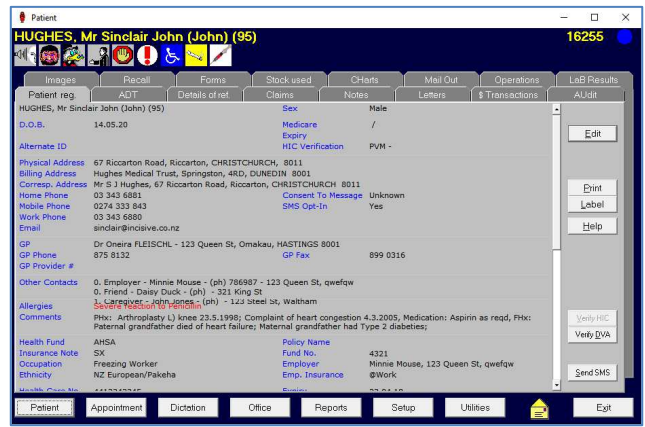 Patient
HUGHES, Mr Sinclair John (John) (95) 16255
Images Recall Forms Stock used CHarts Mail Out Operations LaB Results
Patient reg. ADT Details of ref. Claims Notes Letters $ Transactions AUdit
HUGHES, Mr Sinclair John (John) (95) Sex Male
D.O.B. 14.05.20 Medicare /
Expiry
Edit
Alternate ID HIC Verification PVM -
Physical Address 67 Riccarton Road, Riccarton, CHRISTCHURCH, 8011
Billing Address Hughes Medical Trust, Springston, 4RD, DUNEDIN 8001
Corresp. Address Mr S J Hughes, 67 Riccarton Road, Riccarton, CHRISTCHURCH 8011
Print
Home Phone 03 343 6881 Consent To Message Unknown
Mobile Phone 0274 333 843 SMS Opt-In Yes
Label
Work Phone 03 343 6880
Email sinclair@incisive.co.nz
Help
GP Dr Oneira FLEISCHL - 123 Queen St, Omakau, HASTINGS 8001
GP Phone 875 8132 GP Fax 899 0316
GP Provider #
Other Contacts 0. Employer - Minnie Mouse - (ph) 786987 - 123 Queen St, qwefqw
0. Friend - Daisy Duck - (ph) - 321 King St
1. Caregiver - John Jones - (ph) - 123 Steel St, Waltham
Allergies Severe reaction to Penicillin
Comments PHx: Arthroplasty L) knee 23.5.1998; Complaint of heart congestion 4.3.2005, Medication: Aspirin as reqd, FHx:
Paternal grandfather died of heart failure; Maternal grandfather had Type 2 diabetes;
Verify HIC
Verify DVA
Health Fund AHSA Policy Name
Insurance Note SX Fund No. 4321
Occupation Freezing Worker Employer Minnie Mouse, 123 Queen St, qwefqw
Ethnicity NZ European/Pakeha Emp. Insurance @Work
Send SMS
Health Care No Expiry
Patient Appointment Dictation Office Reports Setup Utilities Exit